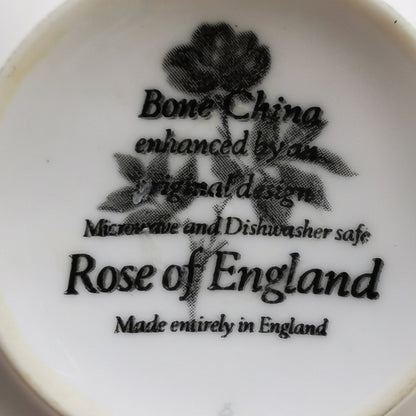 Bone China
enhanced by an
original design
Microwave and Dishwasher safe
Rose of England
Made entirely in England